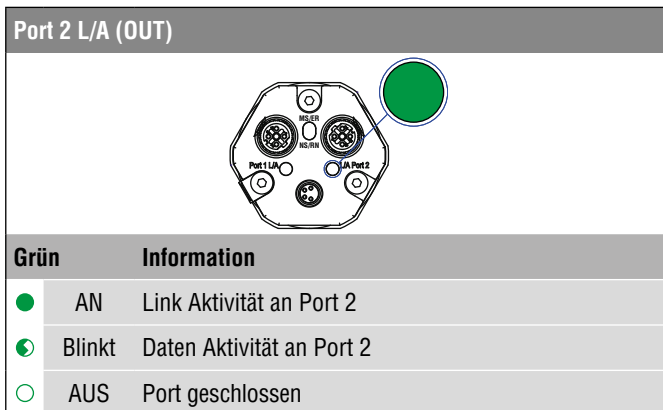 Port 2 L/A (OUT)
MS/ER
NS/RN
Port 1 L/A
L/A Port 2
Grün Information
AN Link Aktivität an Port 2
Blinkt Daten Aktivität an Port 2
AUS Port geschlossen